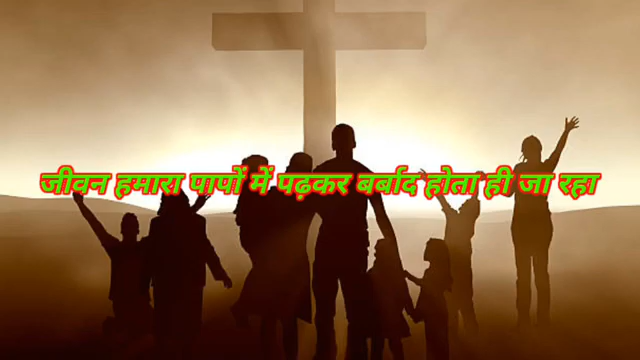 जीवन हमारा पापों में पढ़कर बर्बाद होता ही जा रहा